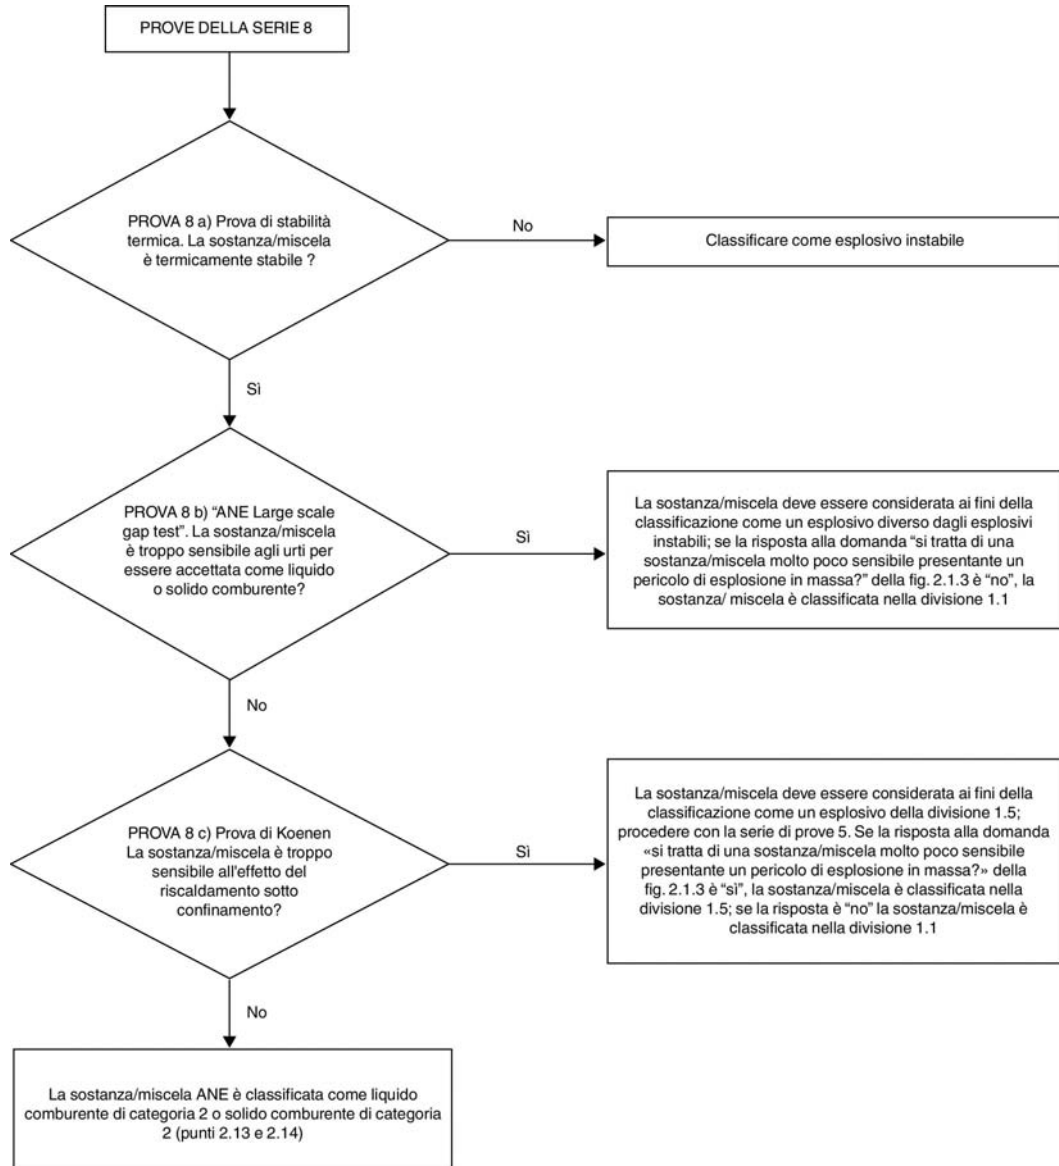 PROVE DELLA SERIE 8
PROVA 8 a) Prova di stabilità
termica. La sostanza/miscela
è termicamente stabile ?
No
Classificare come esplosivo instabile
Sì
PROVA 8 b) “ANE Large scale
gap test”. La sostanza/miscela
è troppo sensibile agli urti per
essere accettata come liquido
o solido comburente?
Sì
La sostanza/miscela deve essere considerata ai fini della
classificazione come un esplosivo diverso dagli esplosivi
instabili; se la risposta alla domanda “si tratta di una
sostanza/miscela molto poco sensibile presentante un
pericolo di esplosione in massa?” della fig. 2.1.3 è “no”, la
sostanza/ miscela è classificata nella divisione 1.1
No
PROVA 8 c) Prova di Koenen
La sostanza/miscela è troppo
sensibile all'effetto del
riscaldamento sotto
confinamento?
Sì
La sostanza/miscela deve essere considerata ai fini della
classificazione come un esplosivo della divisione 1.5;
procedere con la serie di prove 5. Se la risposta alla domanda
«si tratta di una sostanza/miscela molto poco sensibile
presentante un pericolo di esplosione in massa?» della
fig. 2.1.3 è “sì”, la sostanza/miscela è classificata nella
divisione 1.5; se la risposta è “no” la sostanza/miscela è
classificata nella divisione 1.1
No
La sostanza/miscela ANE è classificata come liquido
comburente di categoria 2 o solido comburente di categoria
2 (punti 2.13 e 2.14)